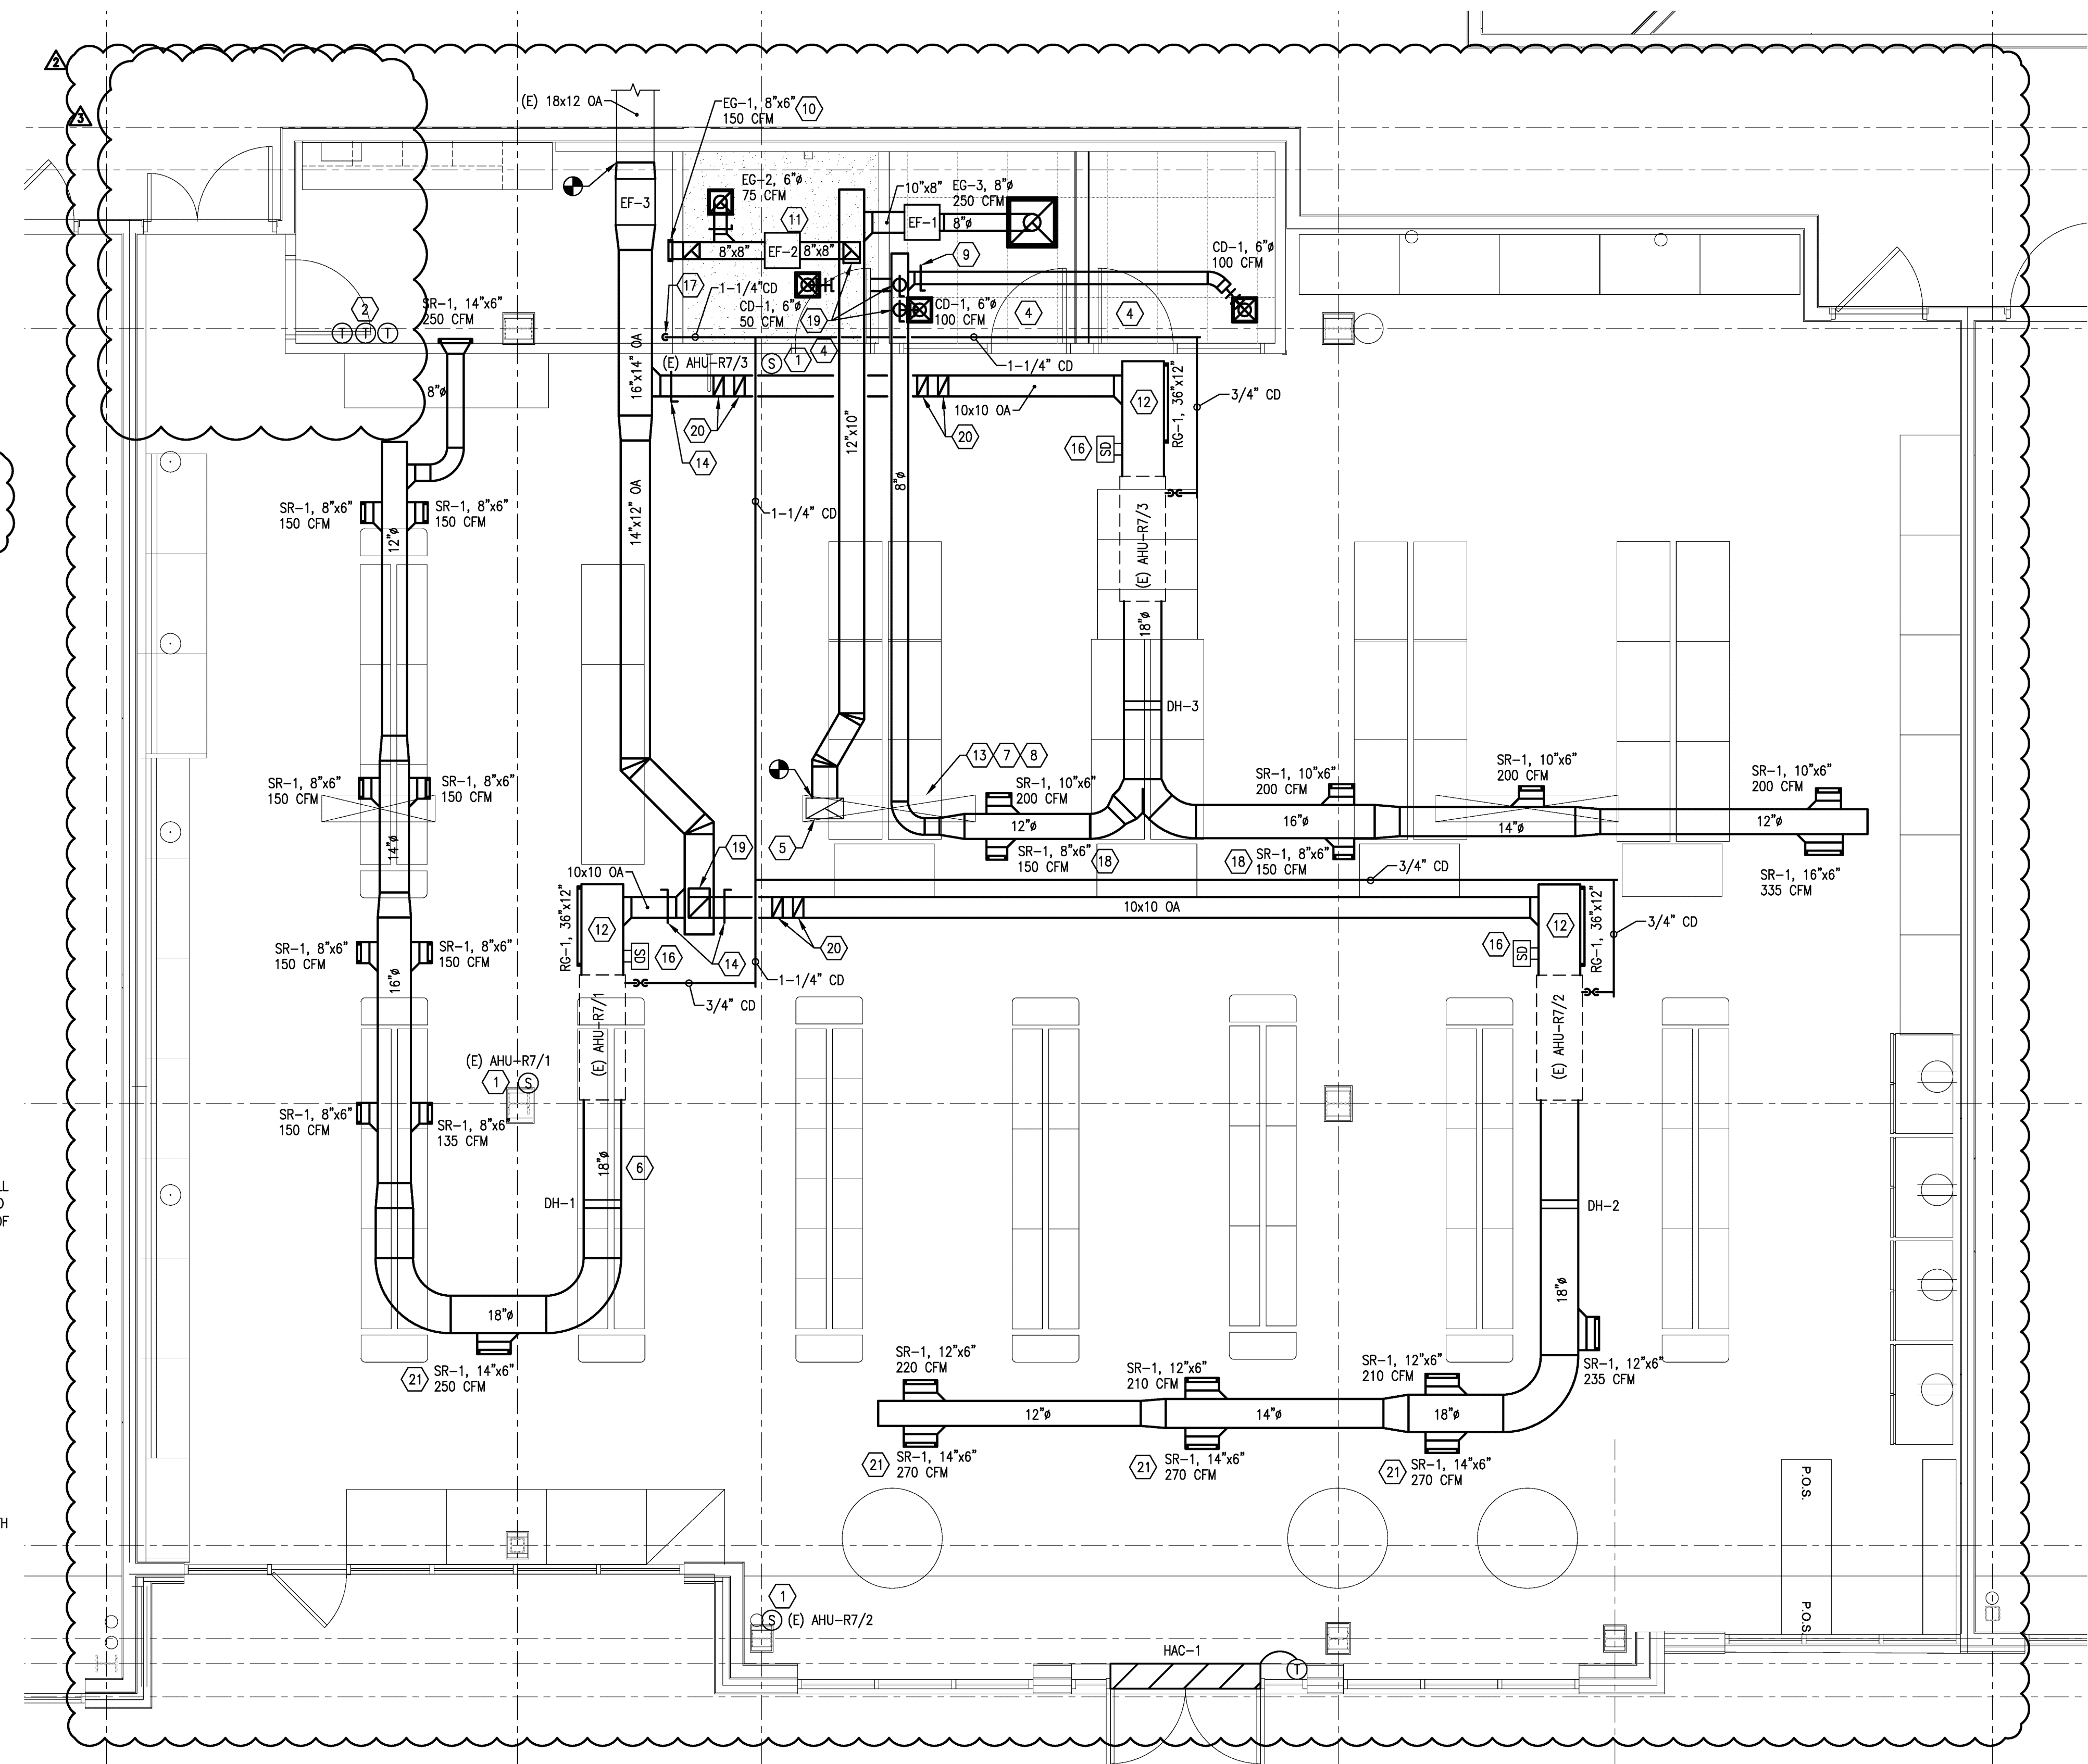 2
3
(E) 18x12 OA
EG-1, 8"x6"
150 CFM
10
EF-3
EG-2, 6"ø
75 CFM
11
10"x8"
EG-3, 8"ø
250 CFM
EF-1
8"ø
8"x8"
EF-2
8"x8"
9
CD-1, 6"ø
100 CFM
17
1-1/4"CD
CD-1, 6"ø
50 CFM
19
CD-1, 6"ø
100 CFM
4
4
2
T
T
T
SR-1, 14"x6"
250 CFM
8"ø
16"x14" OA
(E) AHU-R7/3
S
1
4
1-1/4" CD
10x10 OA
20
20
14
12
RG-1, 36"x12"
3/4" CD
16
SD
12"x10"
8"ø
14"x12" OA
1-1/4" CD
(E) AHU-R7/3
SR-1, 8"x6"
150 CFM
SR-1, 8"x6"
150 CFM
12"ø
18"ø
DH-3
13
7
8
SR-1, 8"x6"
150 CFM
SR-1, 8"x6"
150 CFM
14"ø
5
SR-1, 10"x6"
200 CFM
12"ø
SR-1, 8"x6"
150 CFM
18
SR-1, 10"x6"
200 CFM
16"ø
18
SR-1, 8"x6"
150 CFM
SR-1, 10"x6"
200 CFM
14"ø
SR-1, 10"x6"
200 CFM
12"ø
SR-1, 16"x6"
335 CFM
19
10x10 OA
3/4" CD
10x10 OA
RG-1, 36"x12"
12
16
SD
14
20
1-1/4" CD
3/4" CD
16
SD
12
RG-1, 36"x12"
3/4" CD
SR-1, 8"x6"
150 CFM
SR-1, 8"x6"
150 CFM
16"ø
(E) AHU-R7/1
(E) AHU-R7/2
(E) AHU-R7/1
1
S
SR-1, 8"x6"
150 CFM
SR-1, 8"x6"
135 CFM
18"ø
6
DH-1
DH-2
LL
O
OF
18"ø
21
SR-1, 14"x6"
250 CFM
18"ø
SR-1, 12"x6"
220 CFM
SR-1, 12"x6"
210 CFM
SR-1, 12"x6"
210 CFM
SR-1, 12"x6"
235 CFM
12"ø
14"ø
18"ø
21
SR-1, 14"x6"
270 CFM
21
SR-1, 14"x6"
270 CFM
21
SR-1, 14"x6"
270 CFM
P.O.S.
P.O.S.
TH
1
S
(E) AHU-R7/2
HAC-1
T